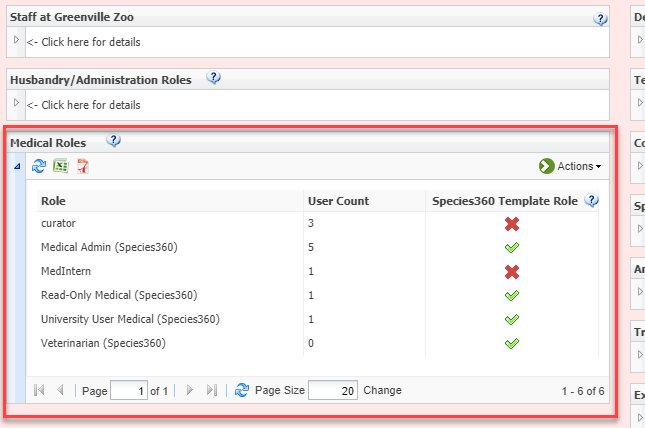 Staff at Greenville Zoo
<- Click here for details
Husbandry/Administration Roles
<- Click here for details
Medical Roles
Actions
Role User Count Species360 Template Role
curator 3
Medical Admin (Species360) 5
MedIntern 1
Read-Only Medical (Species360) 1
University User Medical (Species360) 1
Veterinarian (Species360) 0
Page 1 of 1 Page Size 20 Change 1 - 6 of 6
De
Te
Co
Sp
An
Tr
Ex